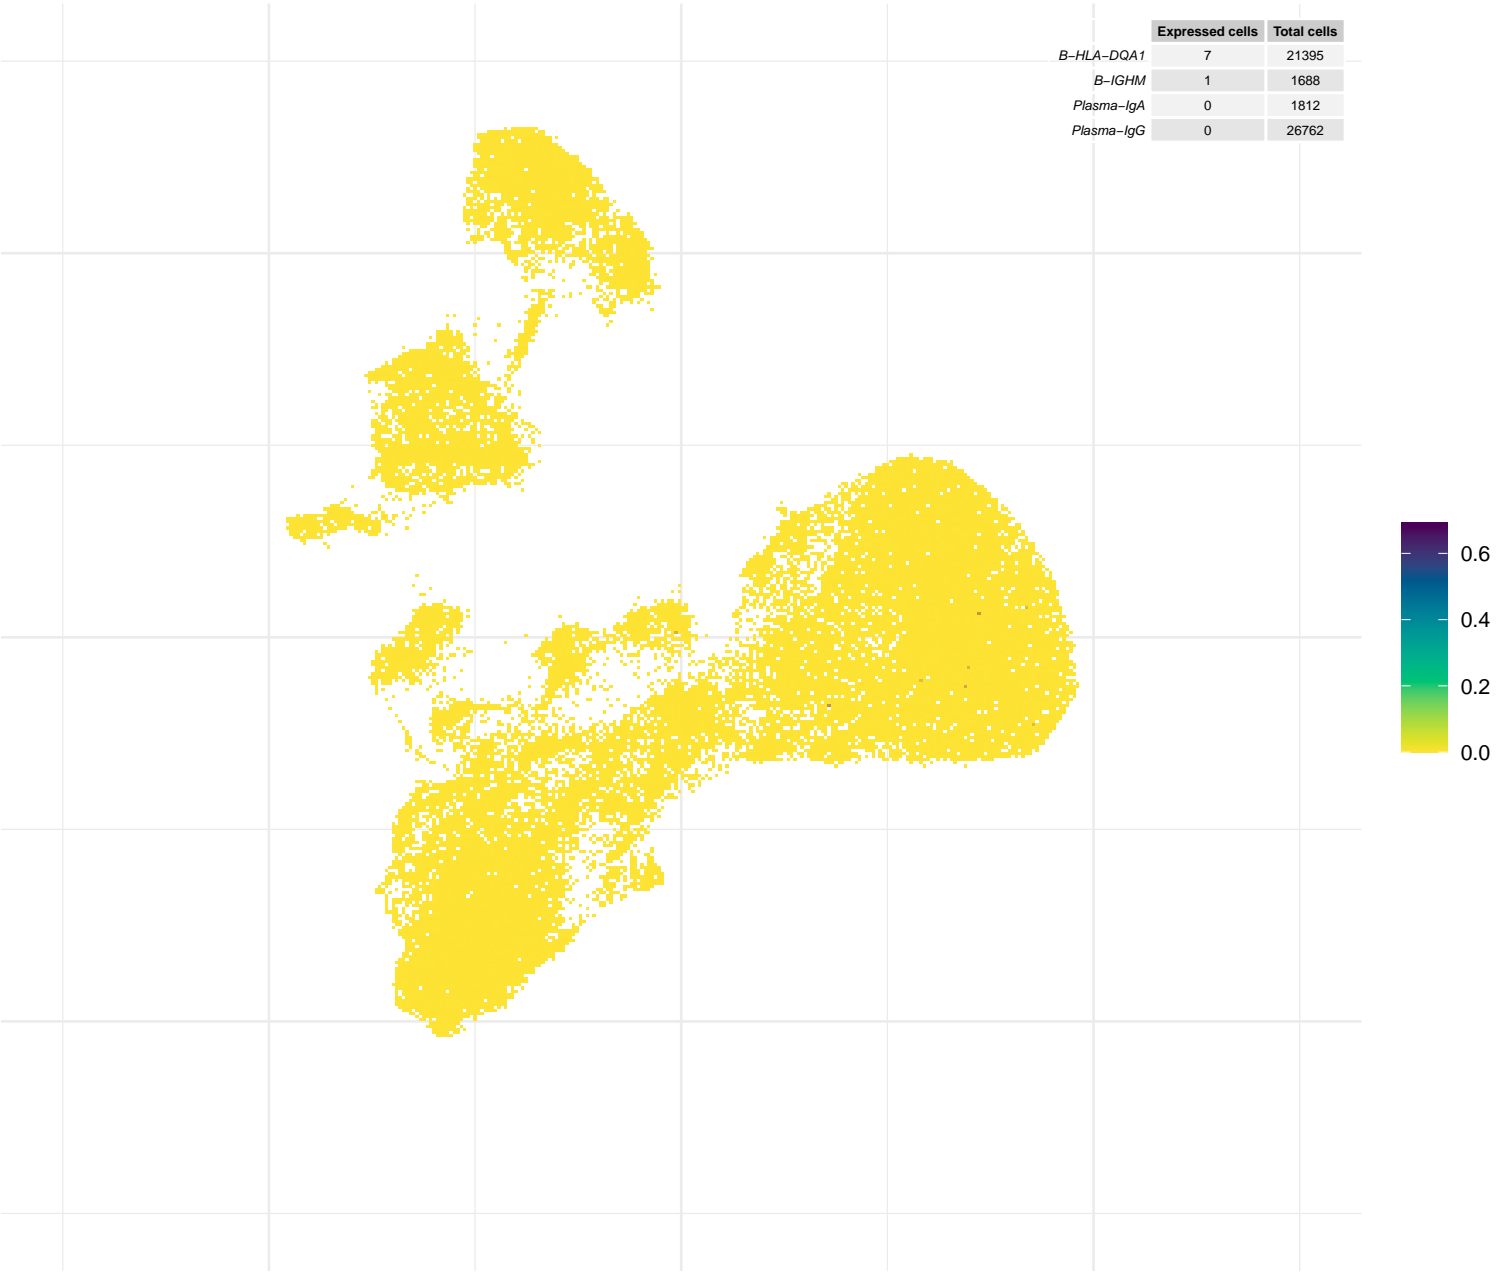 Expressed cells Total cells
B−HLA−DQA1 7 21395
B−IGHM 1 1688
Plasma−IgA 0 1812
Plasma−IgG 0 26762
0.6
0.4
0.2
0.0